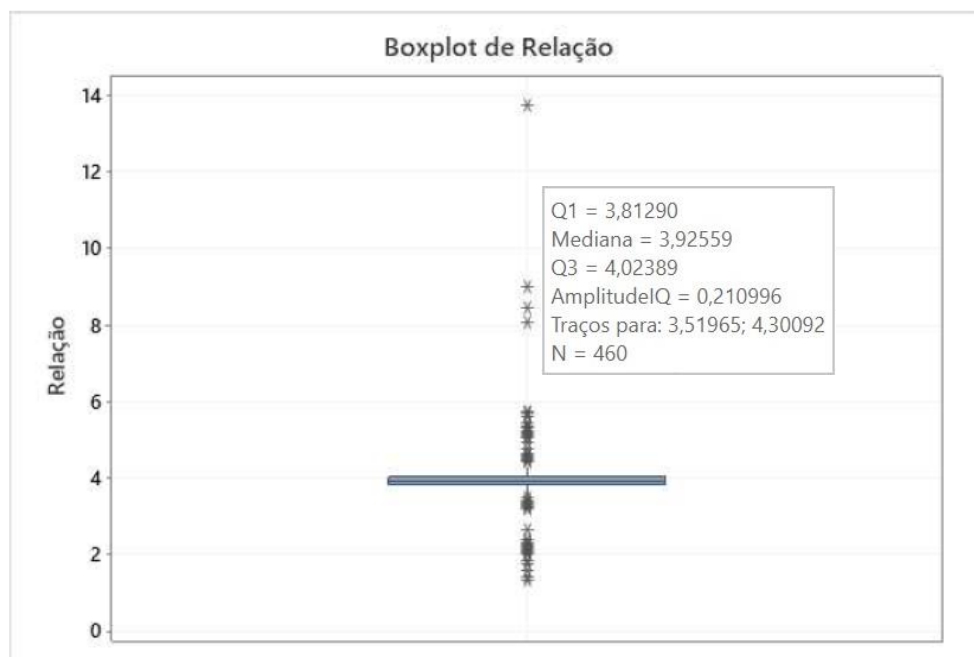 Boxplot de Relação
14
12
10
8
6
4
2
0
Relação
Q1 = 3,81290
Mediana = 3,92559
Q3 = 4,02389
AmplitudeIQ = 0,210996
Traços para: 3,51965; 4,30092
N = 460